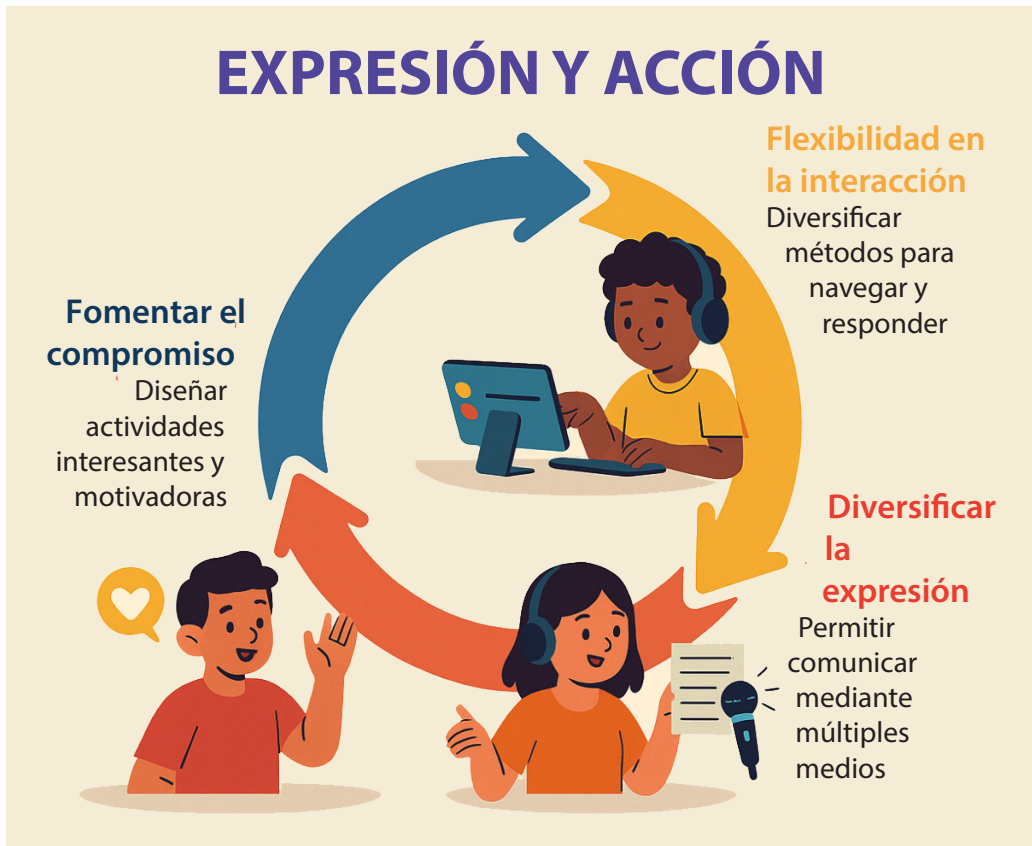 EXPRESIÓN Y ACCIÓN
Flexibilidad en
la interacción
Diversificar
métodos para
navegar y
responder
Diversificar
la
expresión
Permitir
comunicar
mediante
múltiples
medios
Fomentar el
compromiso
Diseñar
actividades
interesantes y
motivadoras